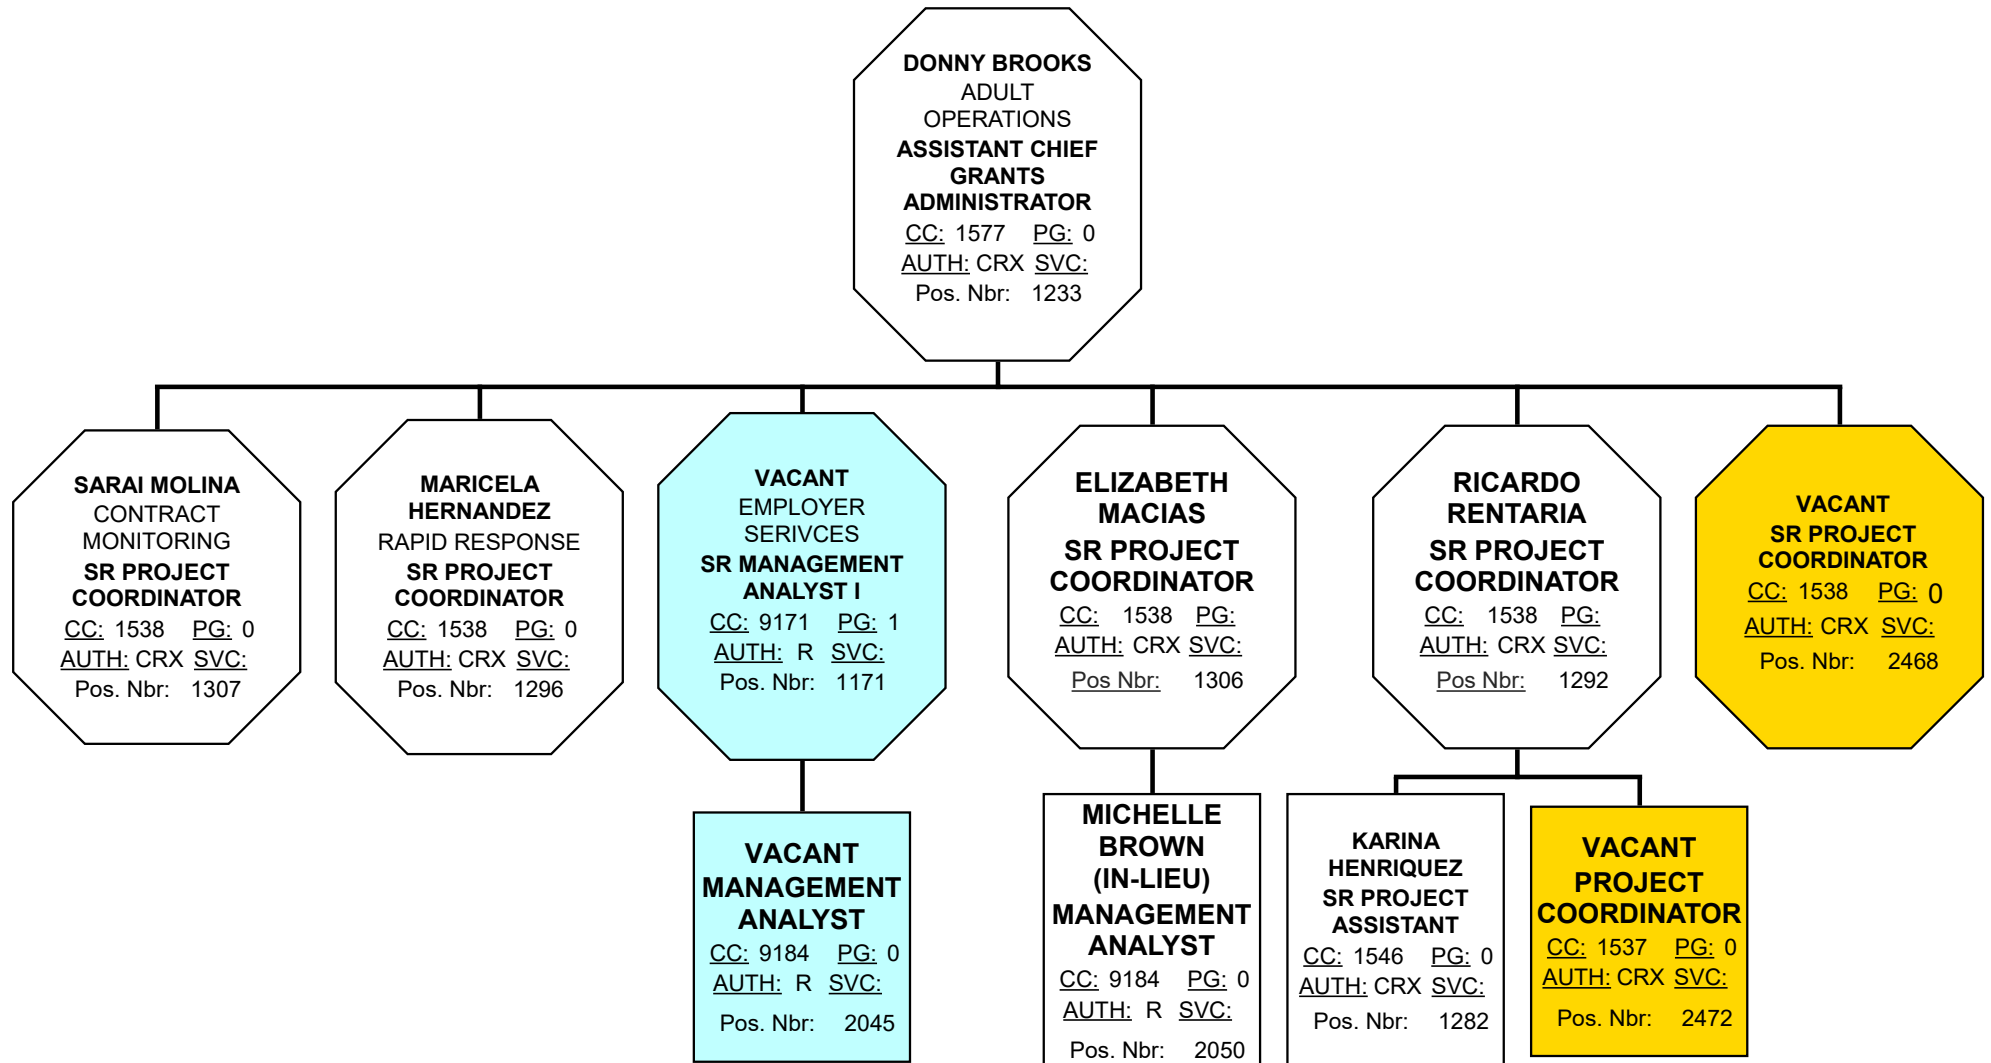 DONNY BROOKS
ADULT
OPERATIONS
ASSISTANT CHIEF
GRANTS
ADMINISTRATOR
CC: 1577 PG: 0
AUTH: CRX SVC:
Pos. Nbr: 1233
SARAI MOLINA
CONTRACT
MONITORING
SR PROJECT
COORDINATOR
CC: 1538 PG: 0
AUTH: CRX SVC:
Pos. Nbr: 1307
MARICELA
HERNANDEZ
RAPID RESPONSE
SR PROJECT
COORDINATOR
CC: 1538 PG: 0
AUTH: CRX SVC:
Pos. Nbr: 1296
VACANT
EMPLOYER
SERIVCES
SR MANAGEMENT
ANALYST I
CC: 9171 PG: 1
AUTH: R SVC:
Pos. Nbr: 1171
ELIZABETH
MACIAS
SR PROJECT
COORDINATOR
CC: 1538 PG:
AUTH: CRX SVC:
Pos Nbr: 1306
RICARDO
RENTARIA
SR PROJECT
COORDINATOR
CC: 1538 PG:
AUTH: CRX SVC:
Pos Nbr: 1292
VACANT
SR PROJECT
COORDINATOR
CC: 1538 PG: 0
AUTH: CRX SVC:
Pos. Nbr: 2468
VACANT
MANAGEMENT
ANALYST
CC: 9184 PG: 0
AUTH: R SVC:
Pos. Nbr: 2045
MICHELLE
BROWN
(IN-LIEU)
MANAGEMENT
ANALYST
CC: 9184 PG: 0
AUTH: R SVC:
Pos. Nbr: 2050
KARINA
HENRIQUEZ
SR PROJECT
ASSISTANT
CC: 1546 PG: 0
AUTH: CRX SVC:
Pos. Nbr: 1282
VACANT
PROJECT
COORDINATOR
CC: 1537 PG: 0
AUTH: CRX SVC:
Pos. Nbr: 2472